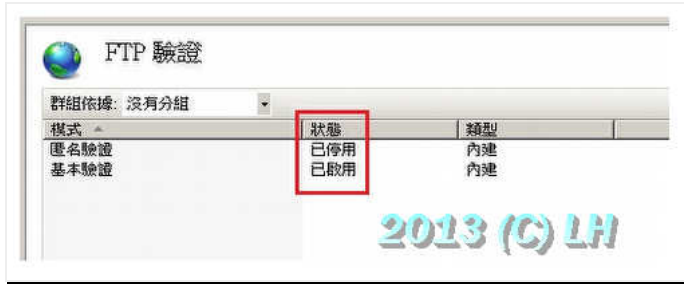 FTP 驗證
群組依據: 沒有分組
模式 狀態 類型
匿名驗證 已停用 內建
基本驗證 已啟用 內建
2013 (C) LH